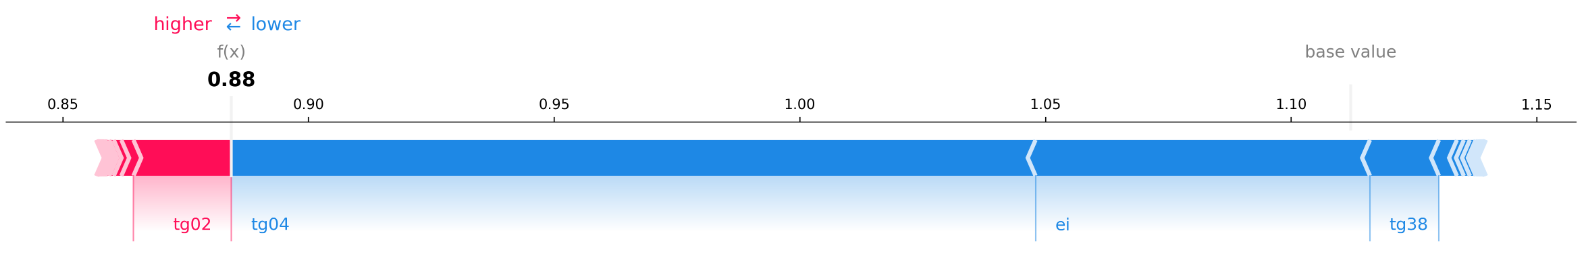 higher ⇄ lower
f(x) base value
0.88
0.85 0.90 0.95 1.00 1.05 1.10 1.15
tg02 tg04 ei tg38